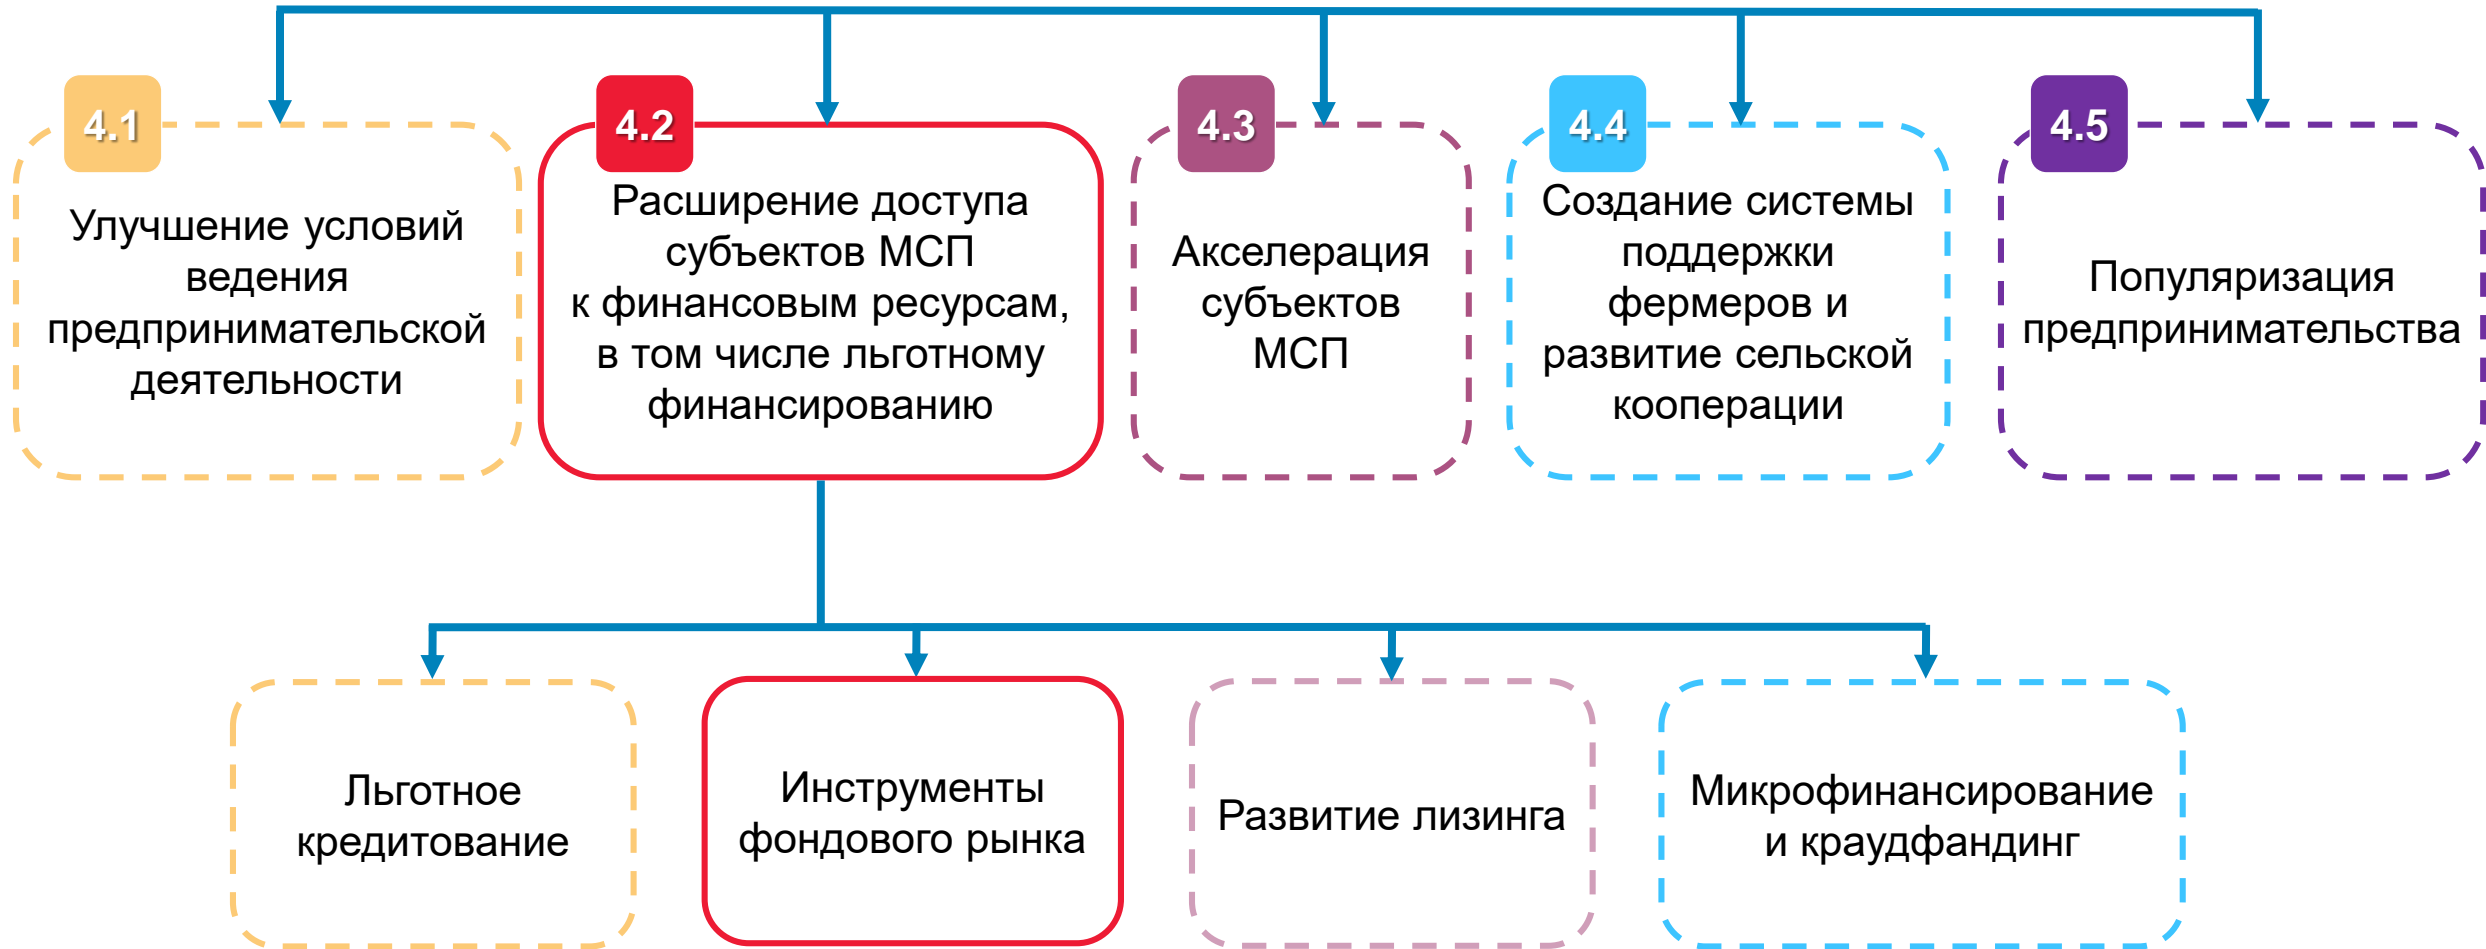 4.1
Улучшение условий
ведения
предпринимательской
деятельности
4.2
Расширение доступа
субъектов МСП
к финансовым ресурсам,
в том числе льготному
финансированию
4.3
Акселерация
субъектов
МСП
4.4
Создание системы
поддержки
фермеров и
развитие сельской
кооперации
4.5
Популяризация
предпринимательства
Льготное
кредитование
Инструменты
фондового рынка
Развитие лизинга
Микрофинансирование
и краудфандинг